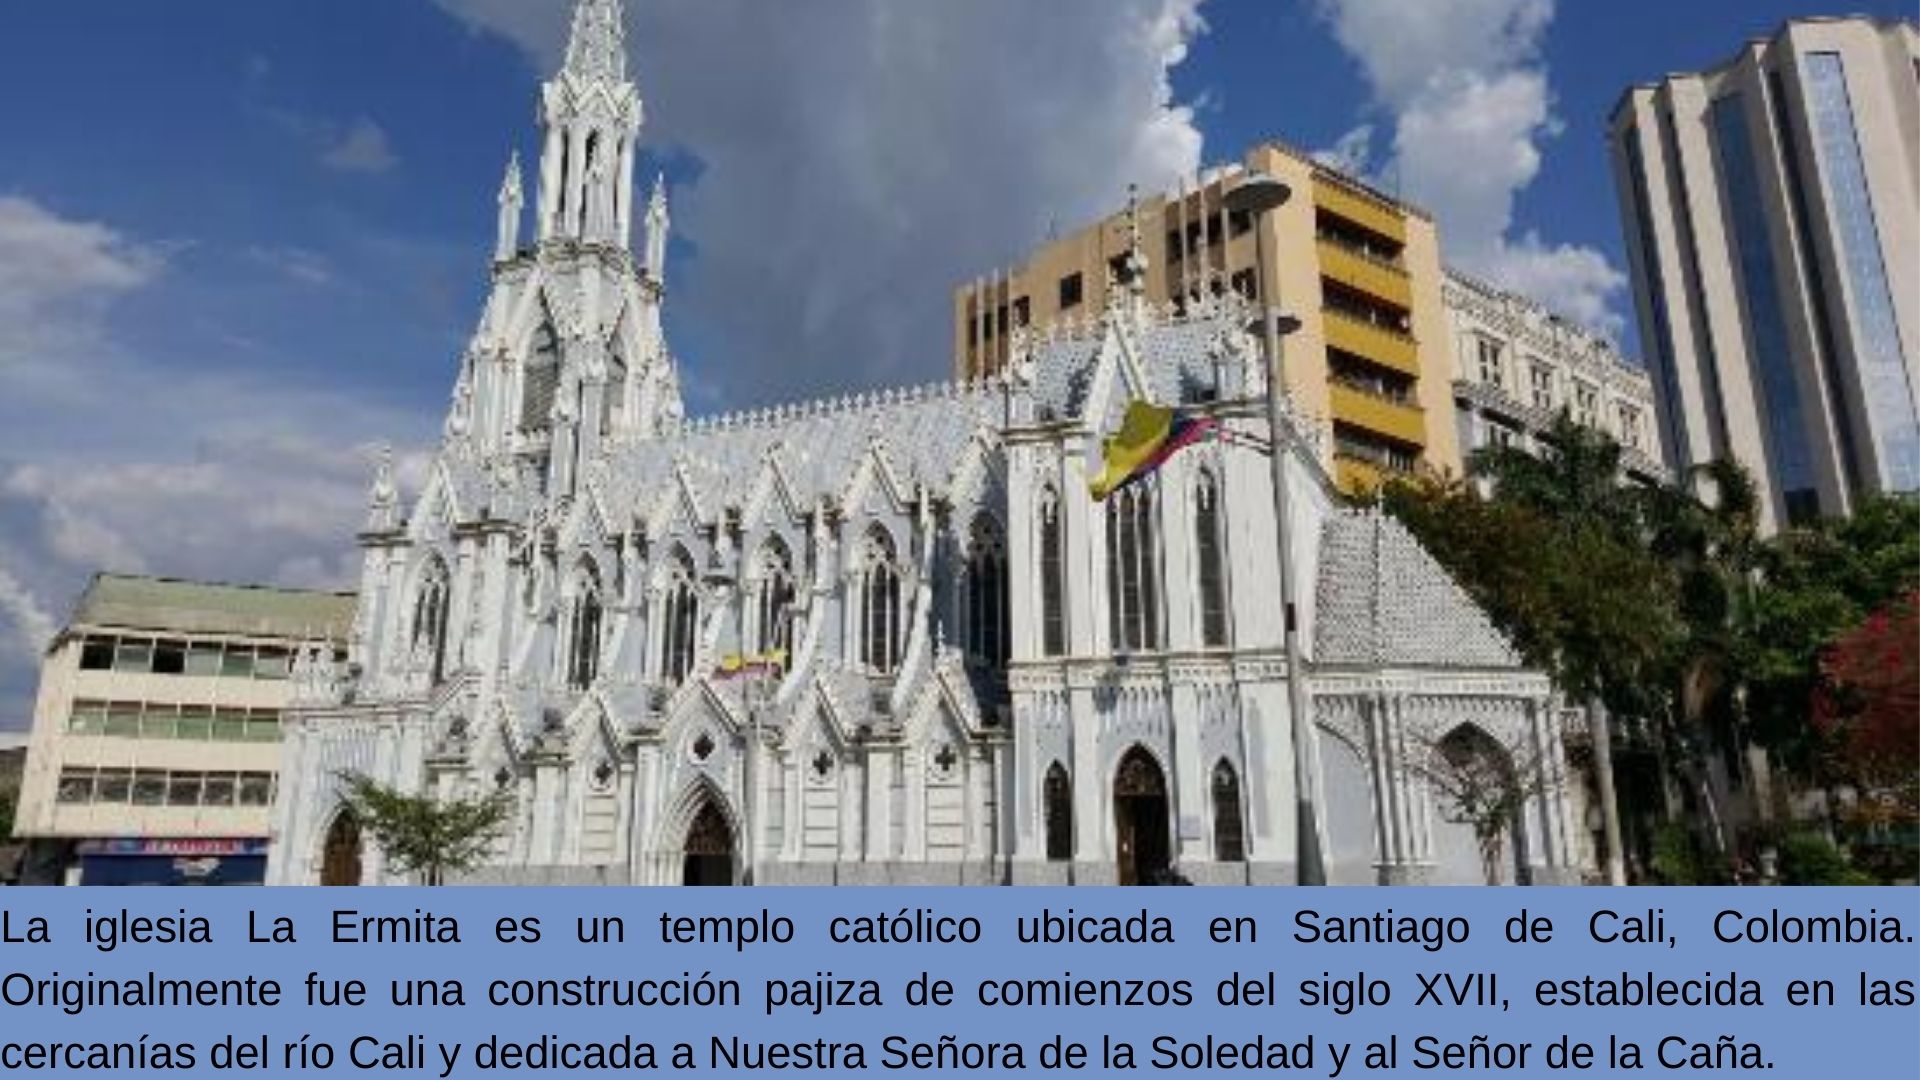 La iglesia La Ermita es un templo católico ubicada en Santiago de Cali, Colombia.
Originalmente fue una construcción pajiza de comienzos del siglo XVII, establecida en las
cercanías del río Cali y dedicada a Nuestra Señora de la Soledad y al Señor de la Caña.